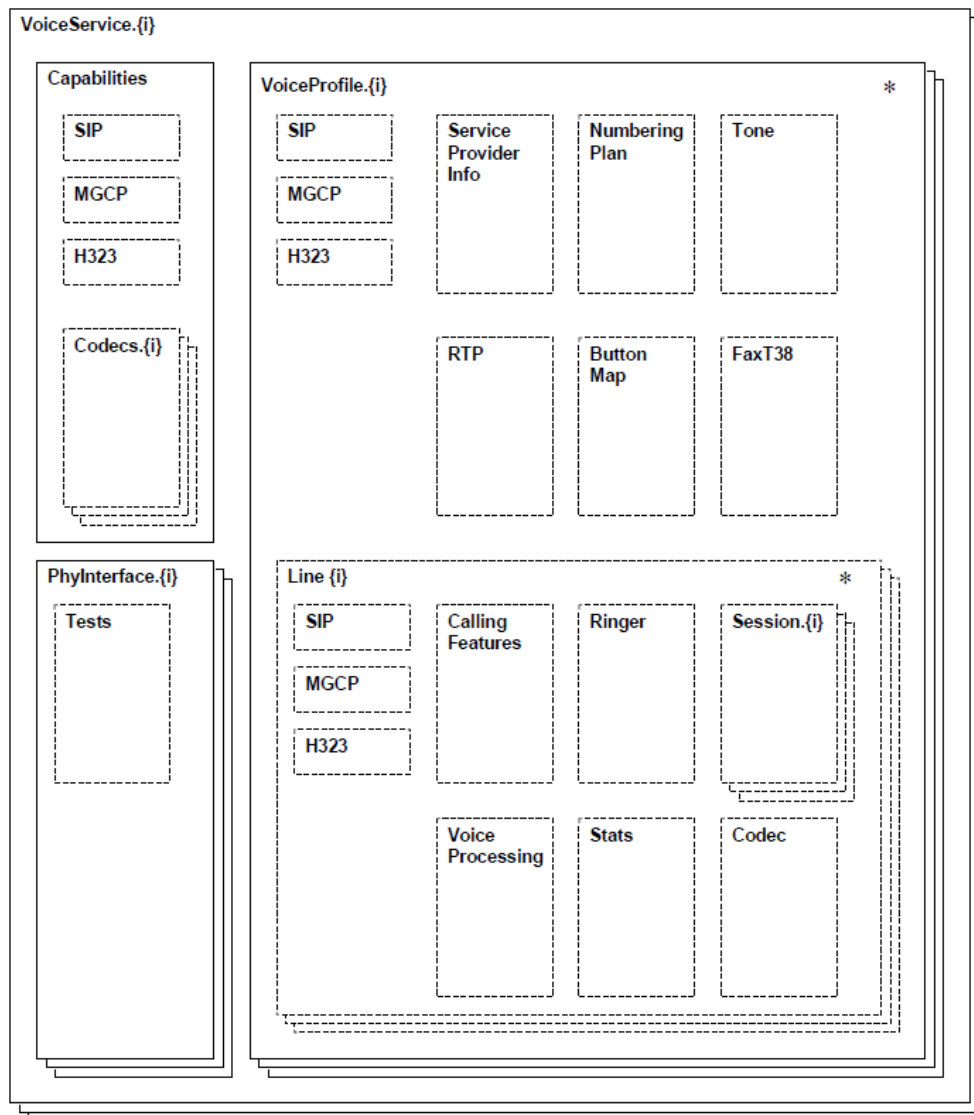 VoiceService.{i}
Capabilities
SIP
MGCP
H323
Codecs.{i}
PhyInterface.{i}
Tests
VoiceProfile.{i}
*
SIP
MGCP
H323
Service
Provider
Info
Numbering
Plan
Tone
RTP
Button
Map
FaxT38
Line {i}
*
SIP
MGCP
H323
Calling
Features
Ringer
Session.{i}
Voice
Processing
Stats
Codec